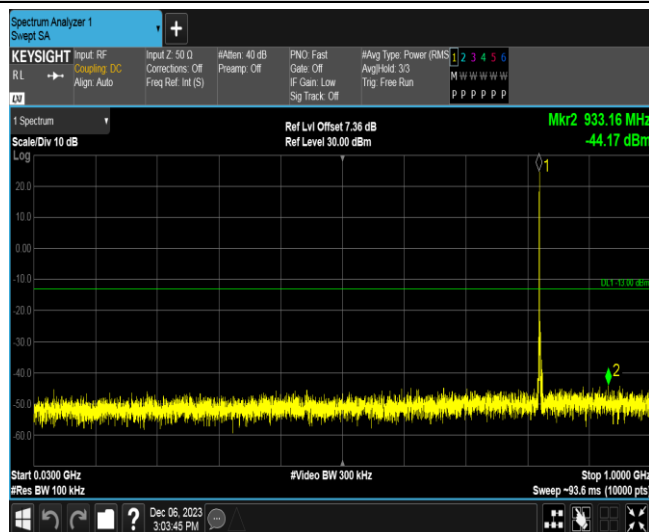 Spectrum Analyzer 1
Swept SA
+
KEYSIGHT
RL
LXI
Input: RF
Coupling: DC
Align: Auto
Input Z: 50 Ω
Corrections: Off
Freq Ref: Int (S)
#Atten: 40 dB
Preamp: Off
PNO: Fast
Gate: Off
IF Gain: Low
Sig Track: Off
#Avg Type: Power (RMS
Avg|Hold: 3/3
Trig: Free Run
1 2 3 4 5 6
M W W W W W
P P P P P P
1 Spectrum
Scale/Div 10 dB
Ref Lvl Offset 7.36 dB
Ref Level 30.00 dBm
Mkr2 933.16 MHz
-44.17 dBm
Log
1
20.0
10.0
0.00
-10.0
DL1 -13.00 dBm
-20.0
-30.0
-40.0
2
-50.0
-60.0
Start 0.0300 GHz
#Video BW 300 kHz
Stop 1.0000 GHz
#Res BW 100 kHz
Sweep ~93.6 ms (10000 pts)
?
Dec 06, 2023
3:03:45 PM